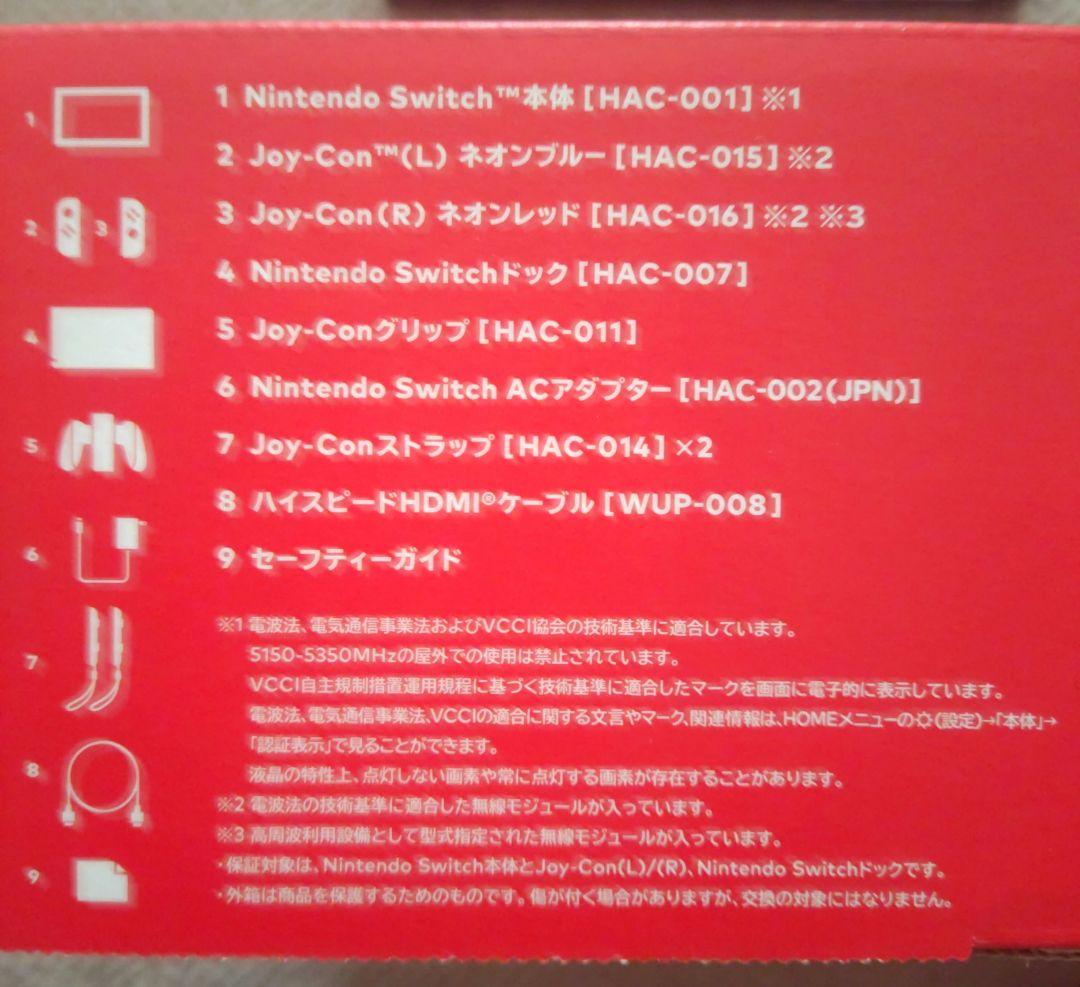 1 Nintendo Switch™本体 [HAC-001] ※1
2 Joy-Con™(L) ネオンブルー [HAC-015] ※2
3 Joy-Con(R) ネオンレッド [HAC-016] ※2 ※3
4 Nintendo Switchドック [HAC-007]
5 Joy-Conグリップ [HAC-011]
6 Nintendo Switch ACアダプター [HAC-002(JPN)]
7 Joy-Conストラップ [HAC-014] ×2
8 ハイスピードHDMI®ケーブル [WUP-008]
9 セーフティーガイド
※1 電波法、電気通信事業法およびVCCI協会の技術基準に適合しています。
5150-5350MHzの屋外での使用は禁止されています。
VCCI自主規制措置運用規程に基づく技術基準に適合したマークを画面に電子的に表示しています。
電波法、電気通信事業法、VCCIの適合に関する文言やマーク、関連情報は、HOMEメニューの(設定)→「本体」→
「認証表示」で見ることができます。
液晶の特性上、点灯しない画素や常に点灯する画素が存在することがあります。
※2 電波法の技術基準に適合した無線モジュールが入っています。
※3 高周波利用設備として型式指定された無線モジュールが入っています。
・保証対象は、Nintendo Switch本体とJoy-Con(L)/(R)、Nintendo Switchドックです。
・外箱は商品を保護するためのものです。傷が付く場合がありますが、交換の対象にはなりません。
1
2 3
4
5
6
7
8
9